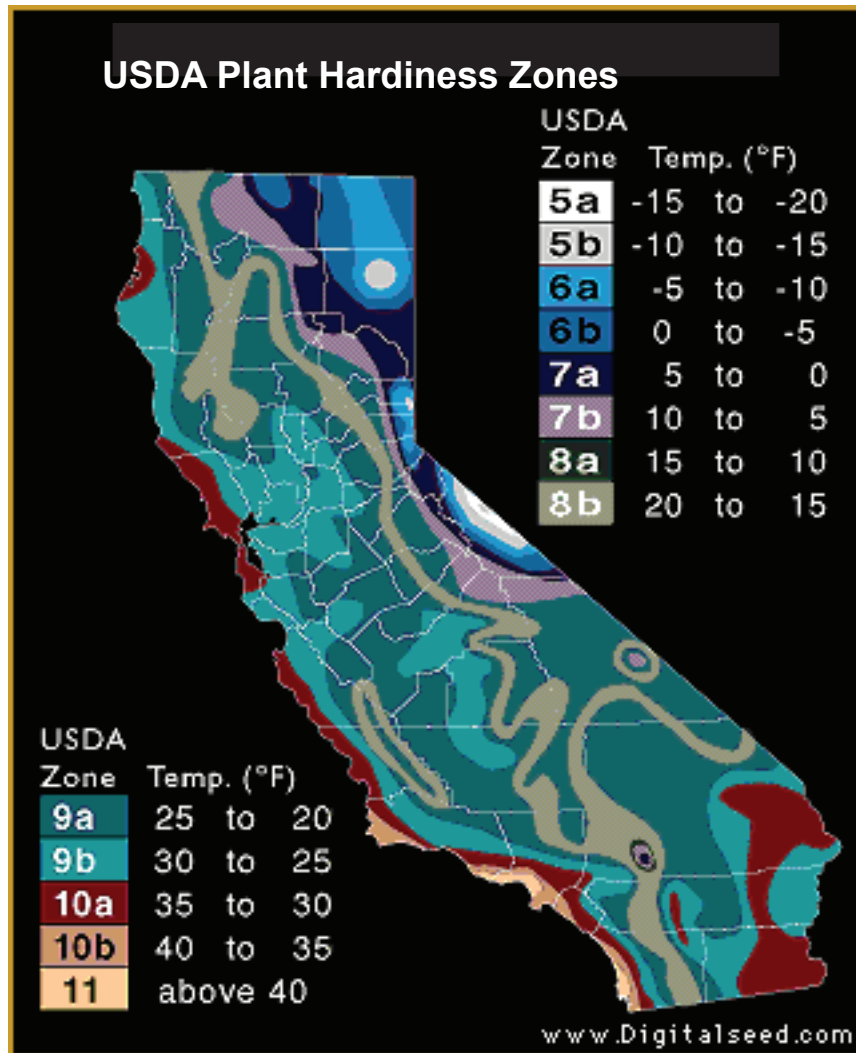 USDA Plant Hardiness Zones
USDA
Zone Temp. (°F)
5a -15 to -20
5b -10 to -15
6a -5 to -10
6b 0 to -5
7a 5 to 0
7b 10 to 5
8a 15 to 10
8b 20 to 15
USDA
Zone Temp. (°F)
9a 25 to 20
9b 30 to 25
10a 35 to 30
10b 40 to 35
11 above 40
www.Digitalseed.com